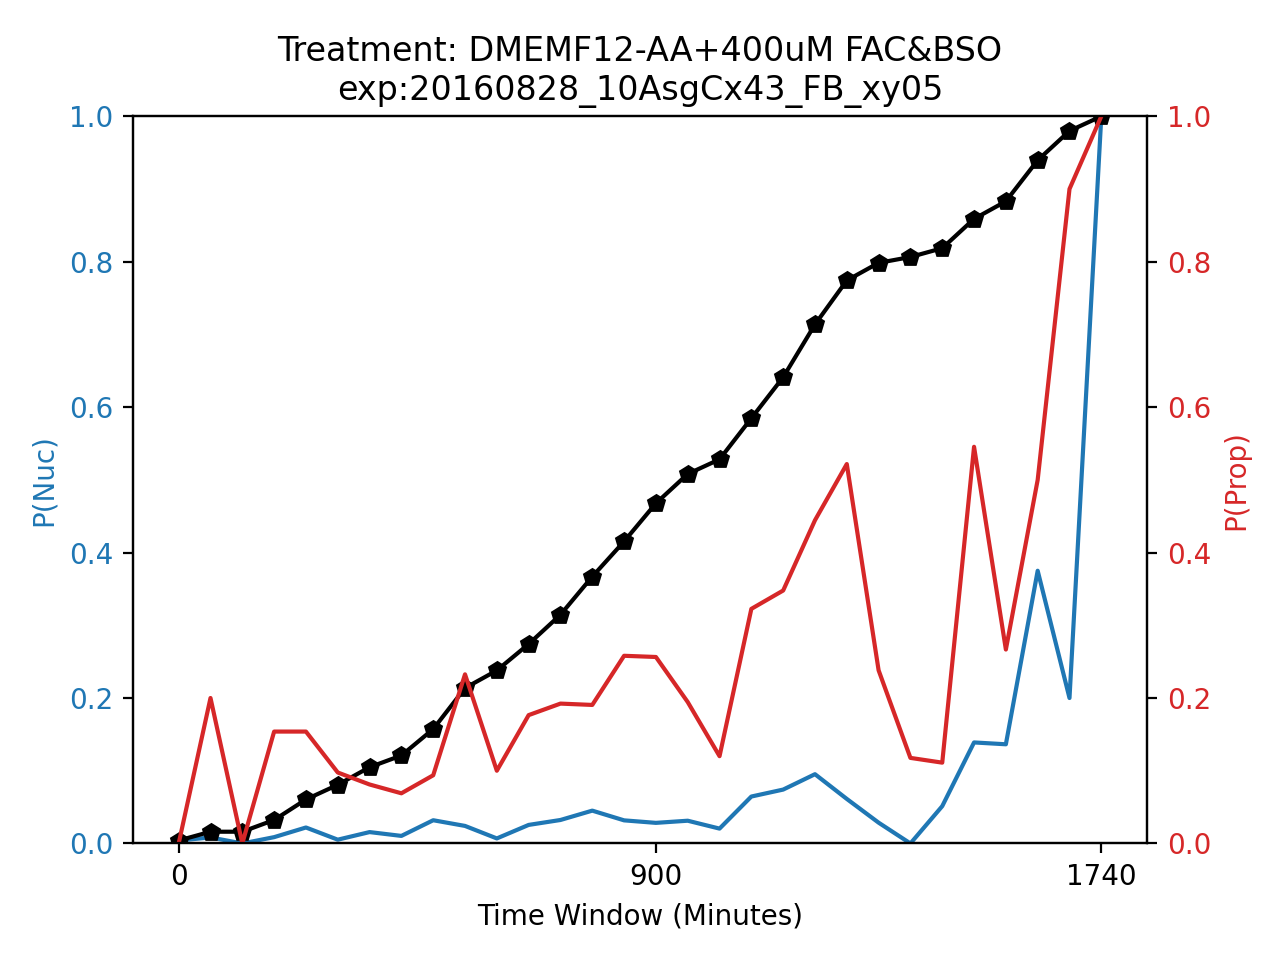 Treatment: DMEMF12-AA+400uM FAC&BSO
exp:20160828_10AsgCx43_FB_xy05
1.0
0.8
0.6
0.4
0.2
0.0
P(Nuc)
1.0
0.8
0.6
0.4
0.2
0.0
P(Prop)
0 900 1740
Time Window (Minutes)